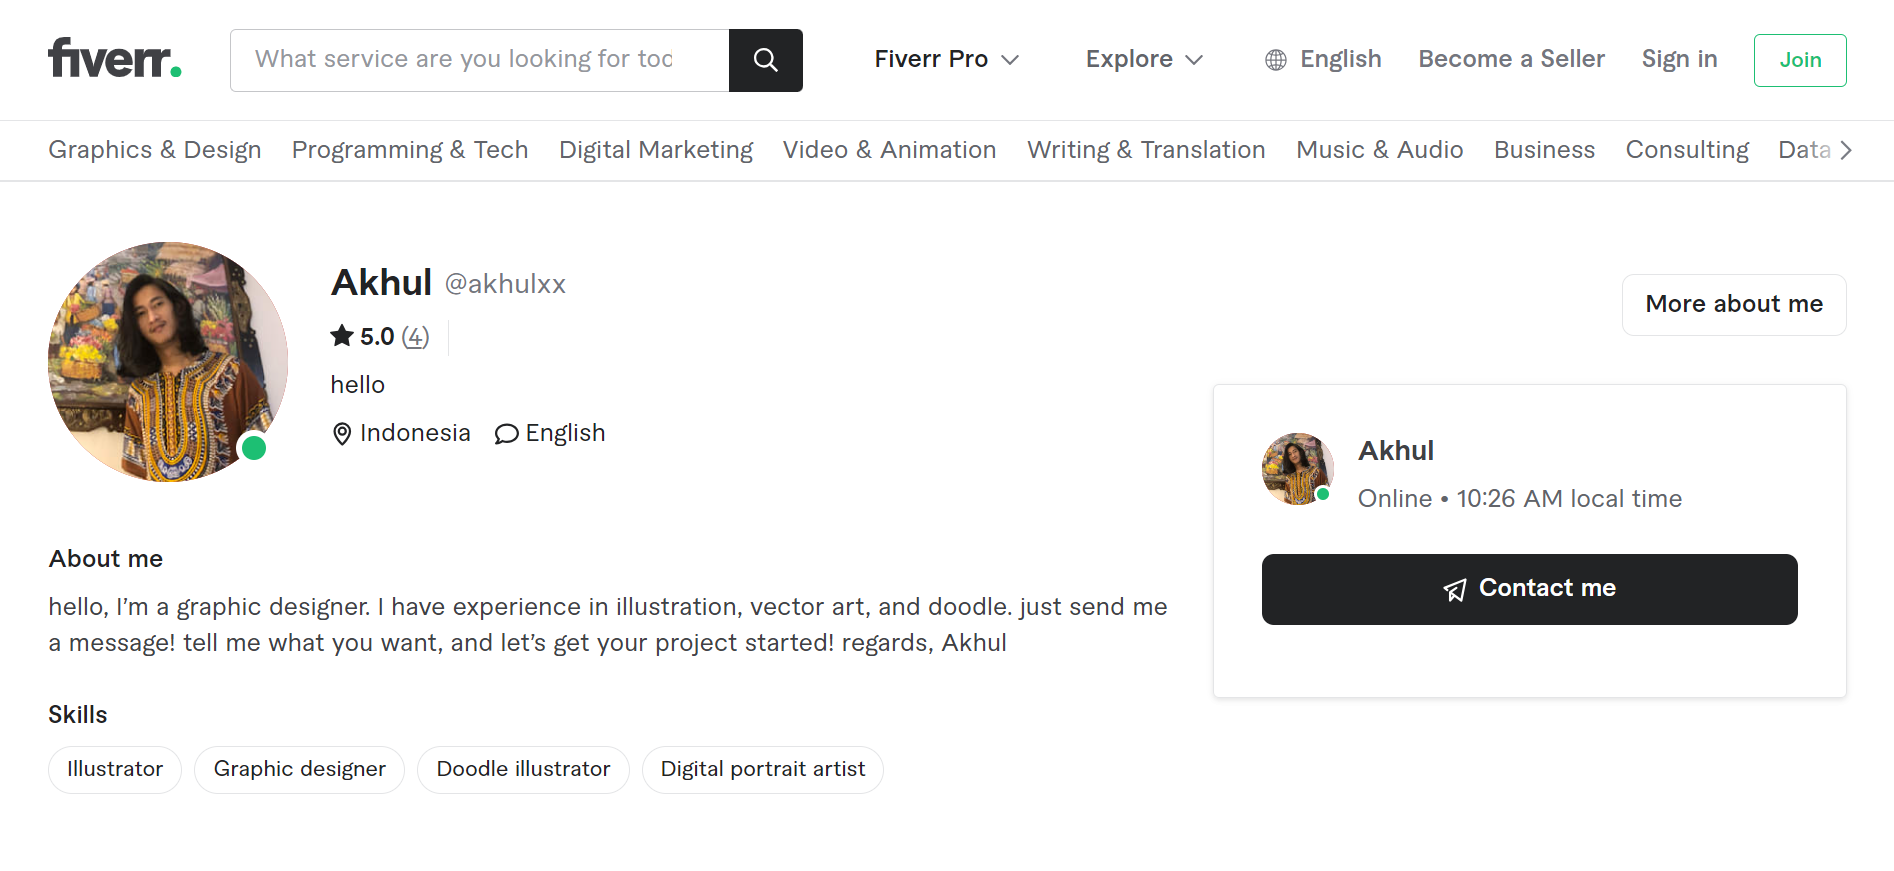 fiverr.
What service are you looking for tod
Fiverr Pro
Explore
English
Become a Seller
Sign in
Join
Graphics & Design
Programming & Tech
Digital Marketing
Video & Animation
Writing & Translation
Music & Audio
Business
Consulting
Data
Akhul @akhulxx
5.0 (4)
hello
Indonesia
English
More about me
Akhul
Online • 10:26 AM local time
Contact me
About me
hello, I’m a graphic designer. I have experience in illustration, vector art, and doodle. just send me
a message! tell me what you want, and let’s get your project started! regards, Akhul
Skills
Illustrator
Graphic designer
Doodle illustrator
Digital portrait artist